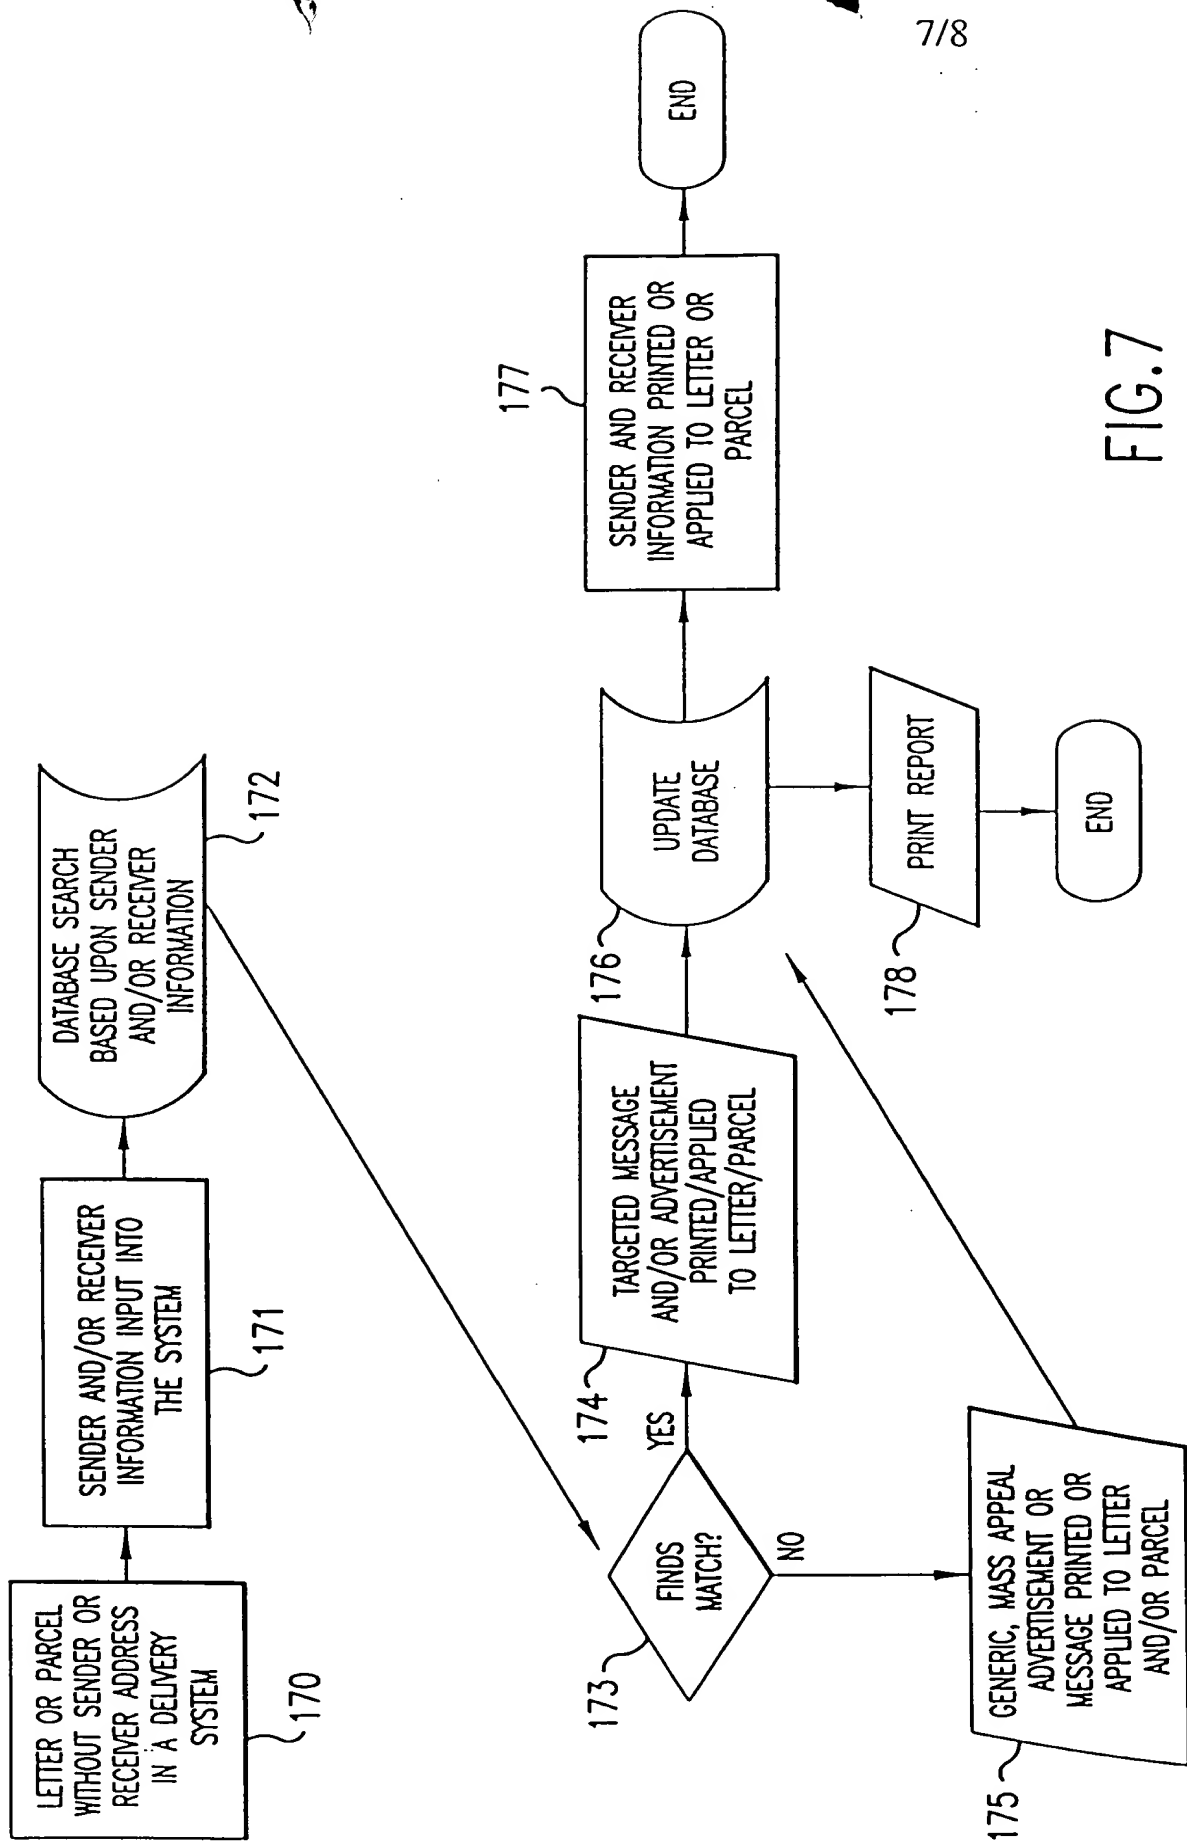 7/8
LETTER OR PARCEL
WITHOUT SENDER OR
RECEIVER ADDRESS
IN A DELIVERY
SYSTEM
170
SENDER AND/OR RECEIVER
INFORMATION INPUT INTO
THE SYSTEM
171
DATABASE SEARCH
BASED UPON SENDER
AND/OR RECEIVER
INFORMATION
172
FINDS
MATCH?
173
YES
NO
TARGETED MESSAGE
AND/OR ADVERTISEMENT
PRINTED/APPLIED
TO LETTER/PARCEL
174
GENERIC, MASS APPEAL
ADVERTISEMENT OR
MESSAGE PRINTED OR
APPLIED TO LETTER
AND/OR PARCEL
175
UPDATE
DATABASE
176
SENDER AND RECEIVER
INFORMATION PRINTED OR
APPLIED TO LETTER OR
PARCEL
177
END
PRINT REPORT
178
END
FIG.7